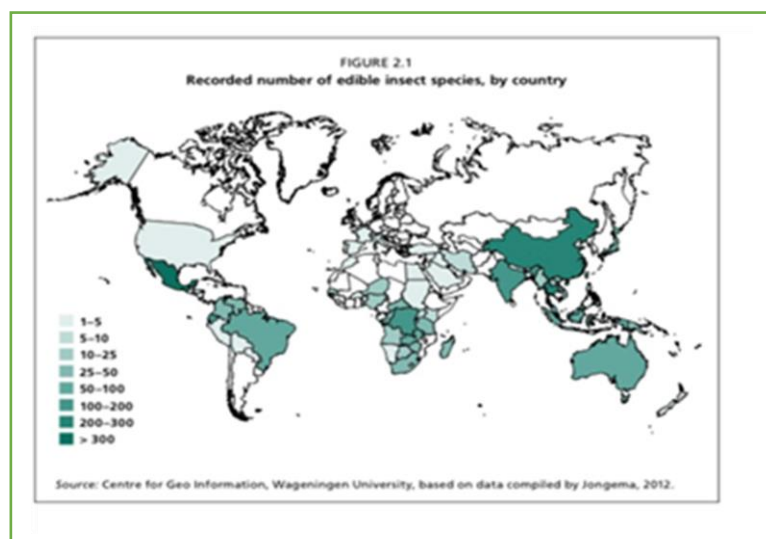 FIGURE 2.1
Recorded number of edible insect species, by country
1–5
5–10
10–25
25–50
50–100
100–200
200–300
> 300
Source: Centre for Geo Information, Wageningen University, based on data compiled by Jongema, 2012.